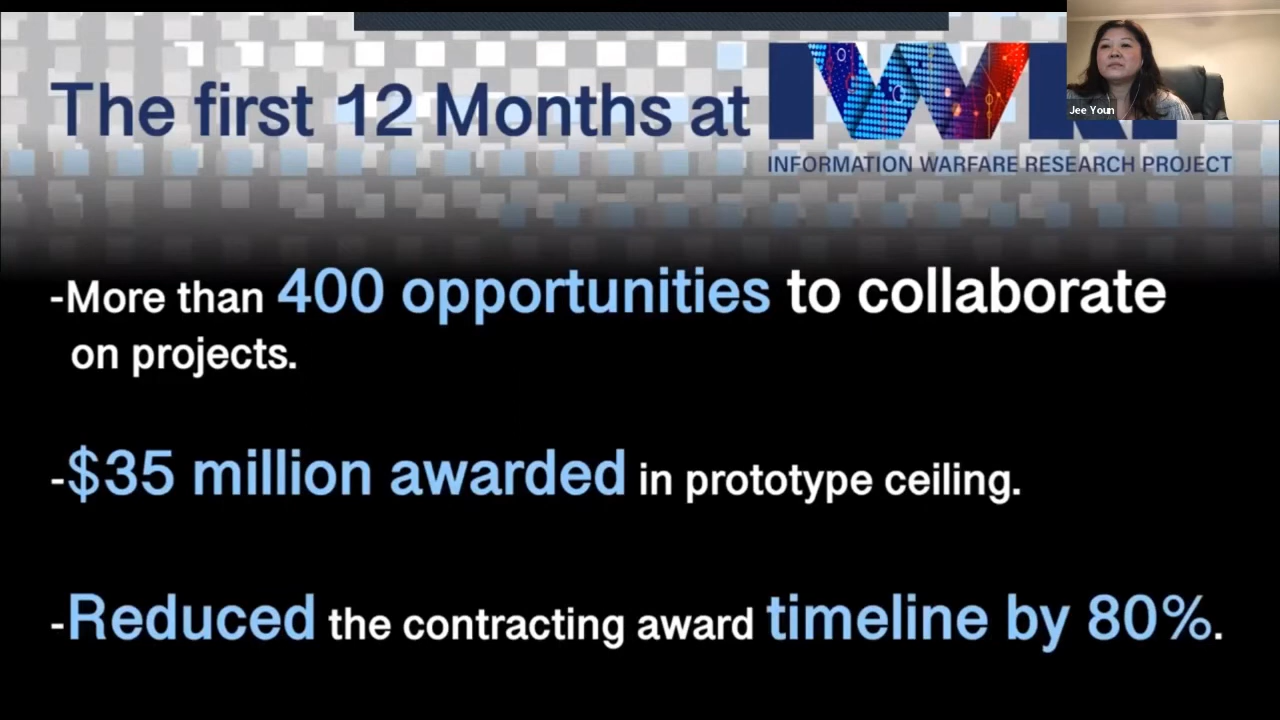 The first 12 Months at IWRP
INFORMATION WARFARE RESEARCH PROJECT
Jee Youn
-More than 400 opportunities to collaborate
on projects.
-$35 million awarded in prototype ceiling.
-Reduced the contracting award timeline by 80%.